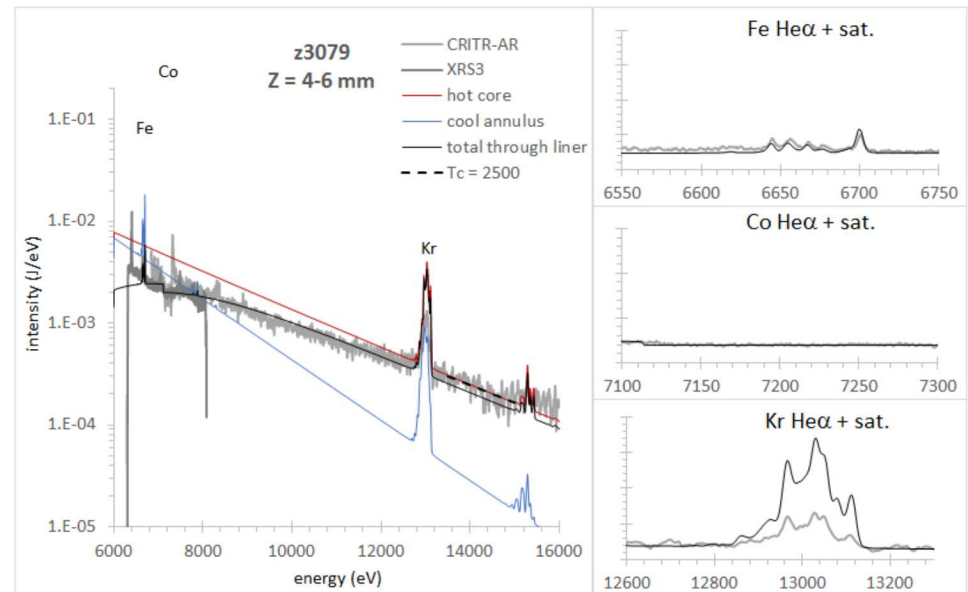 z3079
Z = 4-6 mm
Co
Fe
Kr
CRITR-AR
XRS3
hot core
cool annulus
total through liner
Tc = 2500
intensity (J/eV)
1.E-01
1.E-02
1.E-03
1.E-04
1.E-05
6000 8000 10000 12000 14000 16000
energy (eV)
Fe Heα + sat.
6550 6600 6650 6700 6750
Co Heα + sat.
7100 7150 7200 7250 7300
Kr Heα + sat.
12600 12800 13000 13200